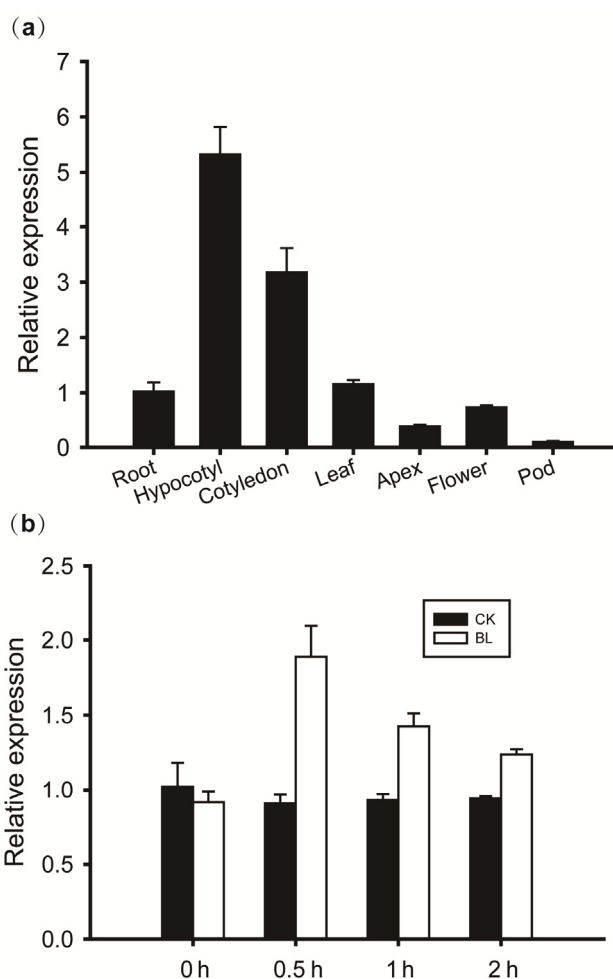 (a)
7
6
5
4
3
2
1
0
Relative expression
Root
Hypocotyl
Cotyledon
Leaf
Apex
Flower
Pod
(b)
2.5
2.0
1.5
1.0
0.5
0.0
Relative expression
CK
BL
0 h
0.5 h
1 h
2 h